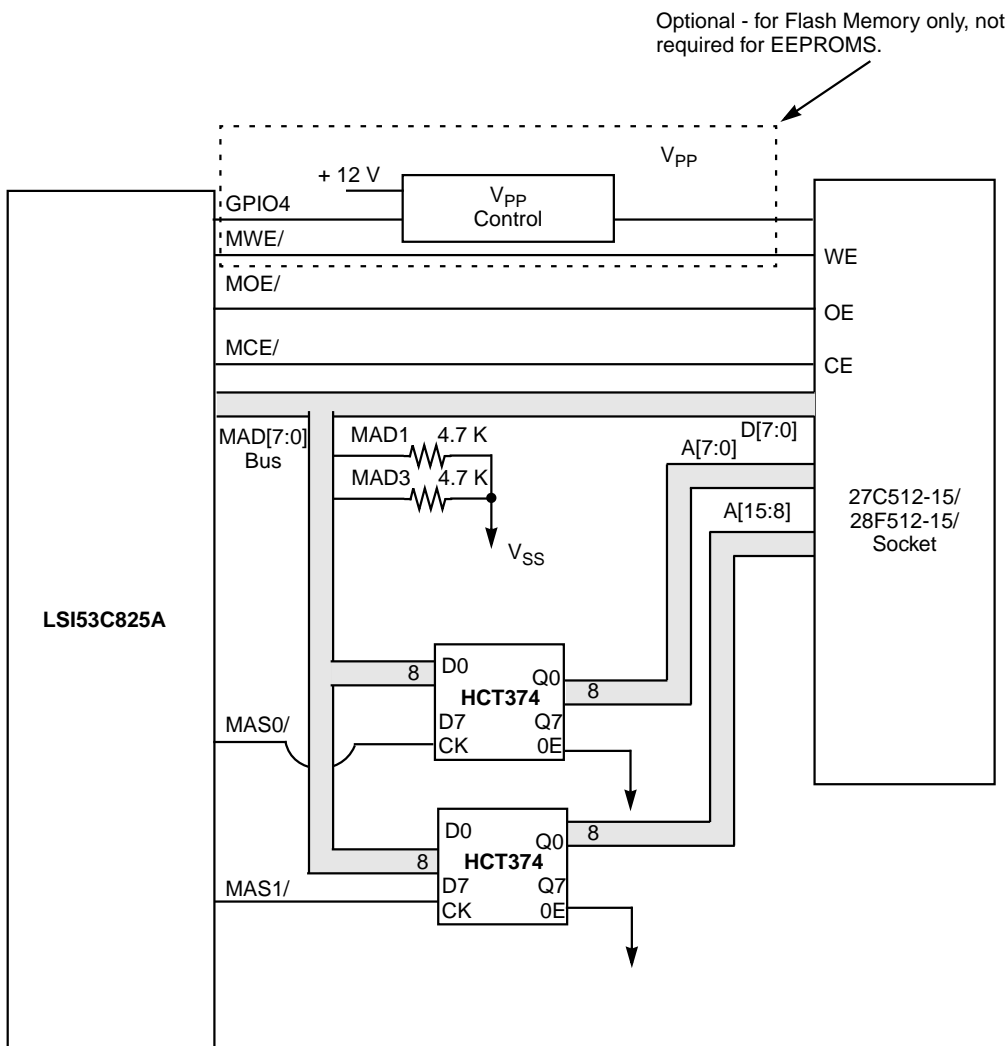 Optional - for Flash Memory only, not
required for EEPROMS.
VPP
+ 12 V
VPP
Control
GPIO4
MWE/
WE
MOE/
OE
MCE/
CE
MAD[7:0]
Bus
MAD1
4.7 K
MAD3
4.7 K
VSS
D[7:0]
A[7:0]
A[15:8]
27C512-15/
28F512-15/
Socket
LSI53C825A
8
D0
Q0
HCT374
8
D7
Q7
CK
0E
MAS0/
8
D0
Q0
HCT374
8
D7
Q7
CK
0E
MAS1/